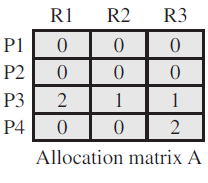 R1 R2 R3
P1 0 0 0
P2 0 0 0
P3 2 1 1
P4 0 0 2
Allocation matrix A